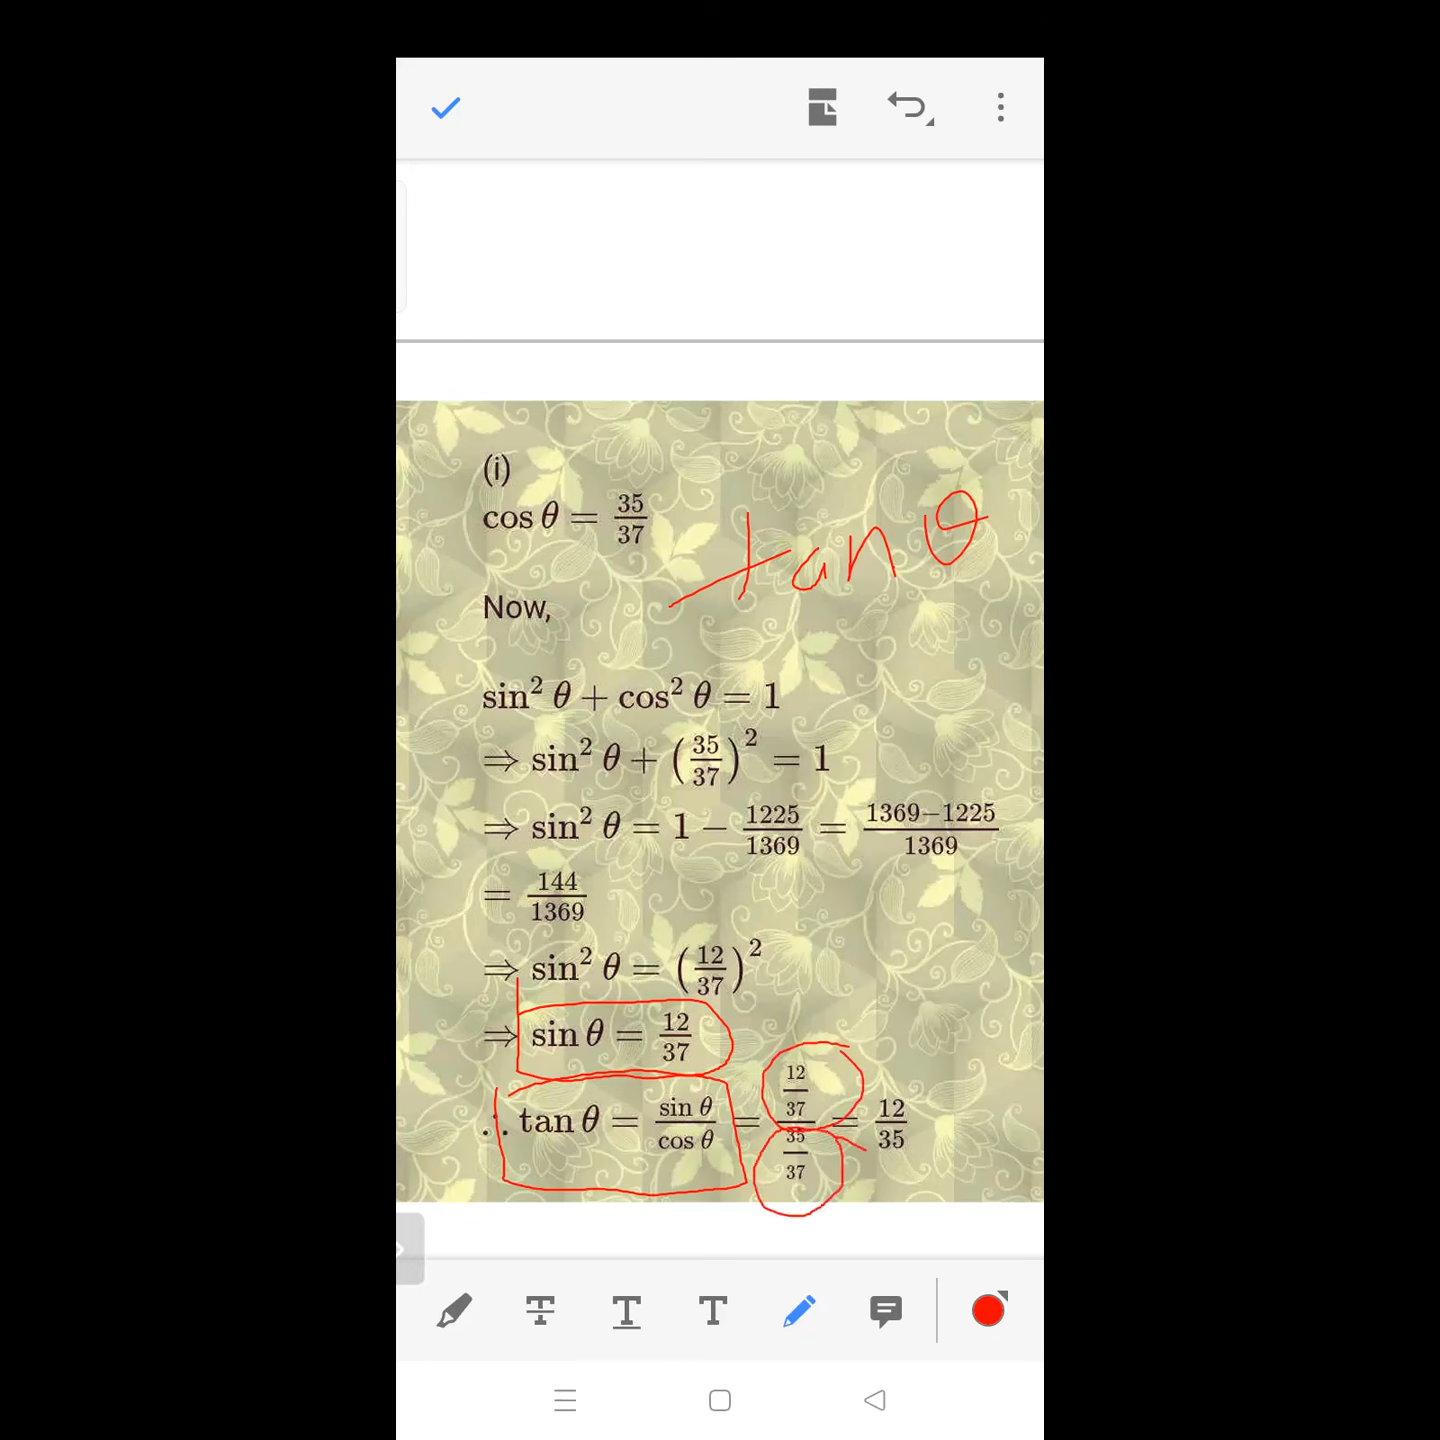 (i)
cos θ = 35/37
tan θ
Now,
sin² θ + cos² θ = 1
⇒ sin² θ + (35/37)² = 1
⇒ sin² θ = 1 − 1225/1369 = 1369−1225/1369
= 144/1369
⇒ sin² θ = (12/37)²
⇒ sin θ = 12/37
∴ tan θ = sin θ/cos θ = 12/37/35/37 = 12/35
T T T